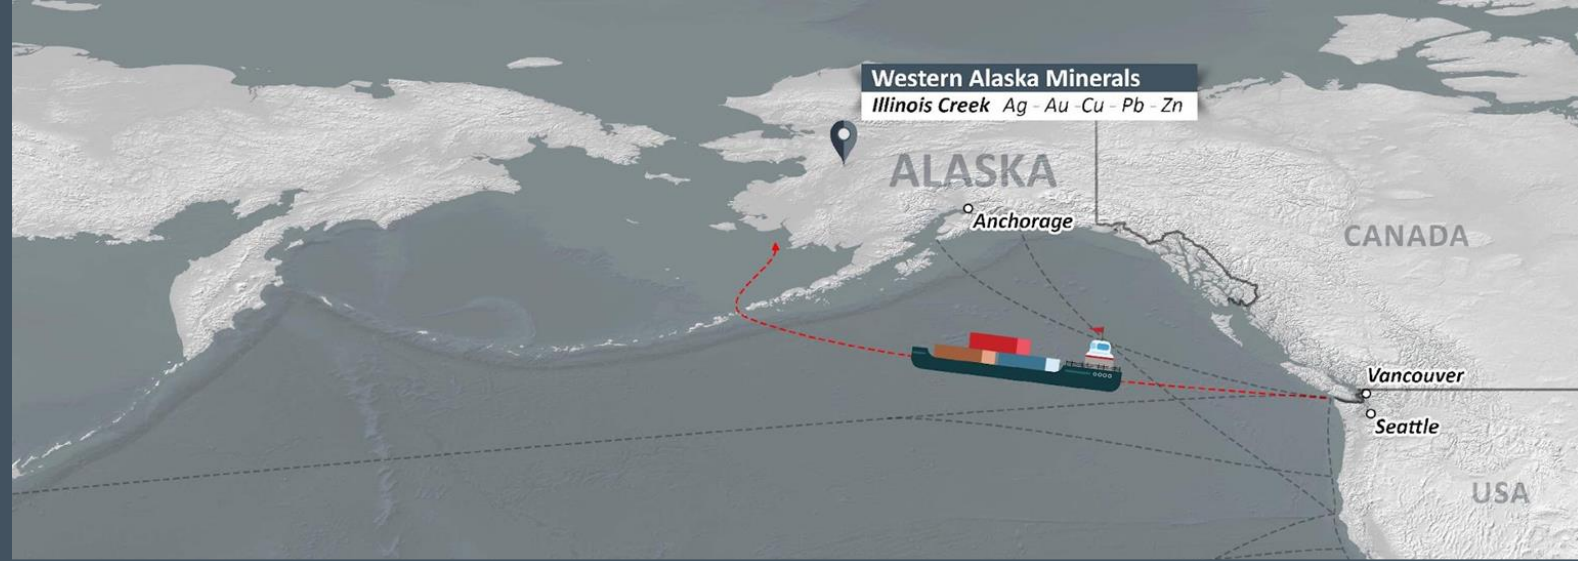 Western Alaska Minerals
Illinois Creek Ag - Au -Cu - Pb - Zn
ALASKA
Anchorage
CANADA
Vancouver
Seattle
USA